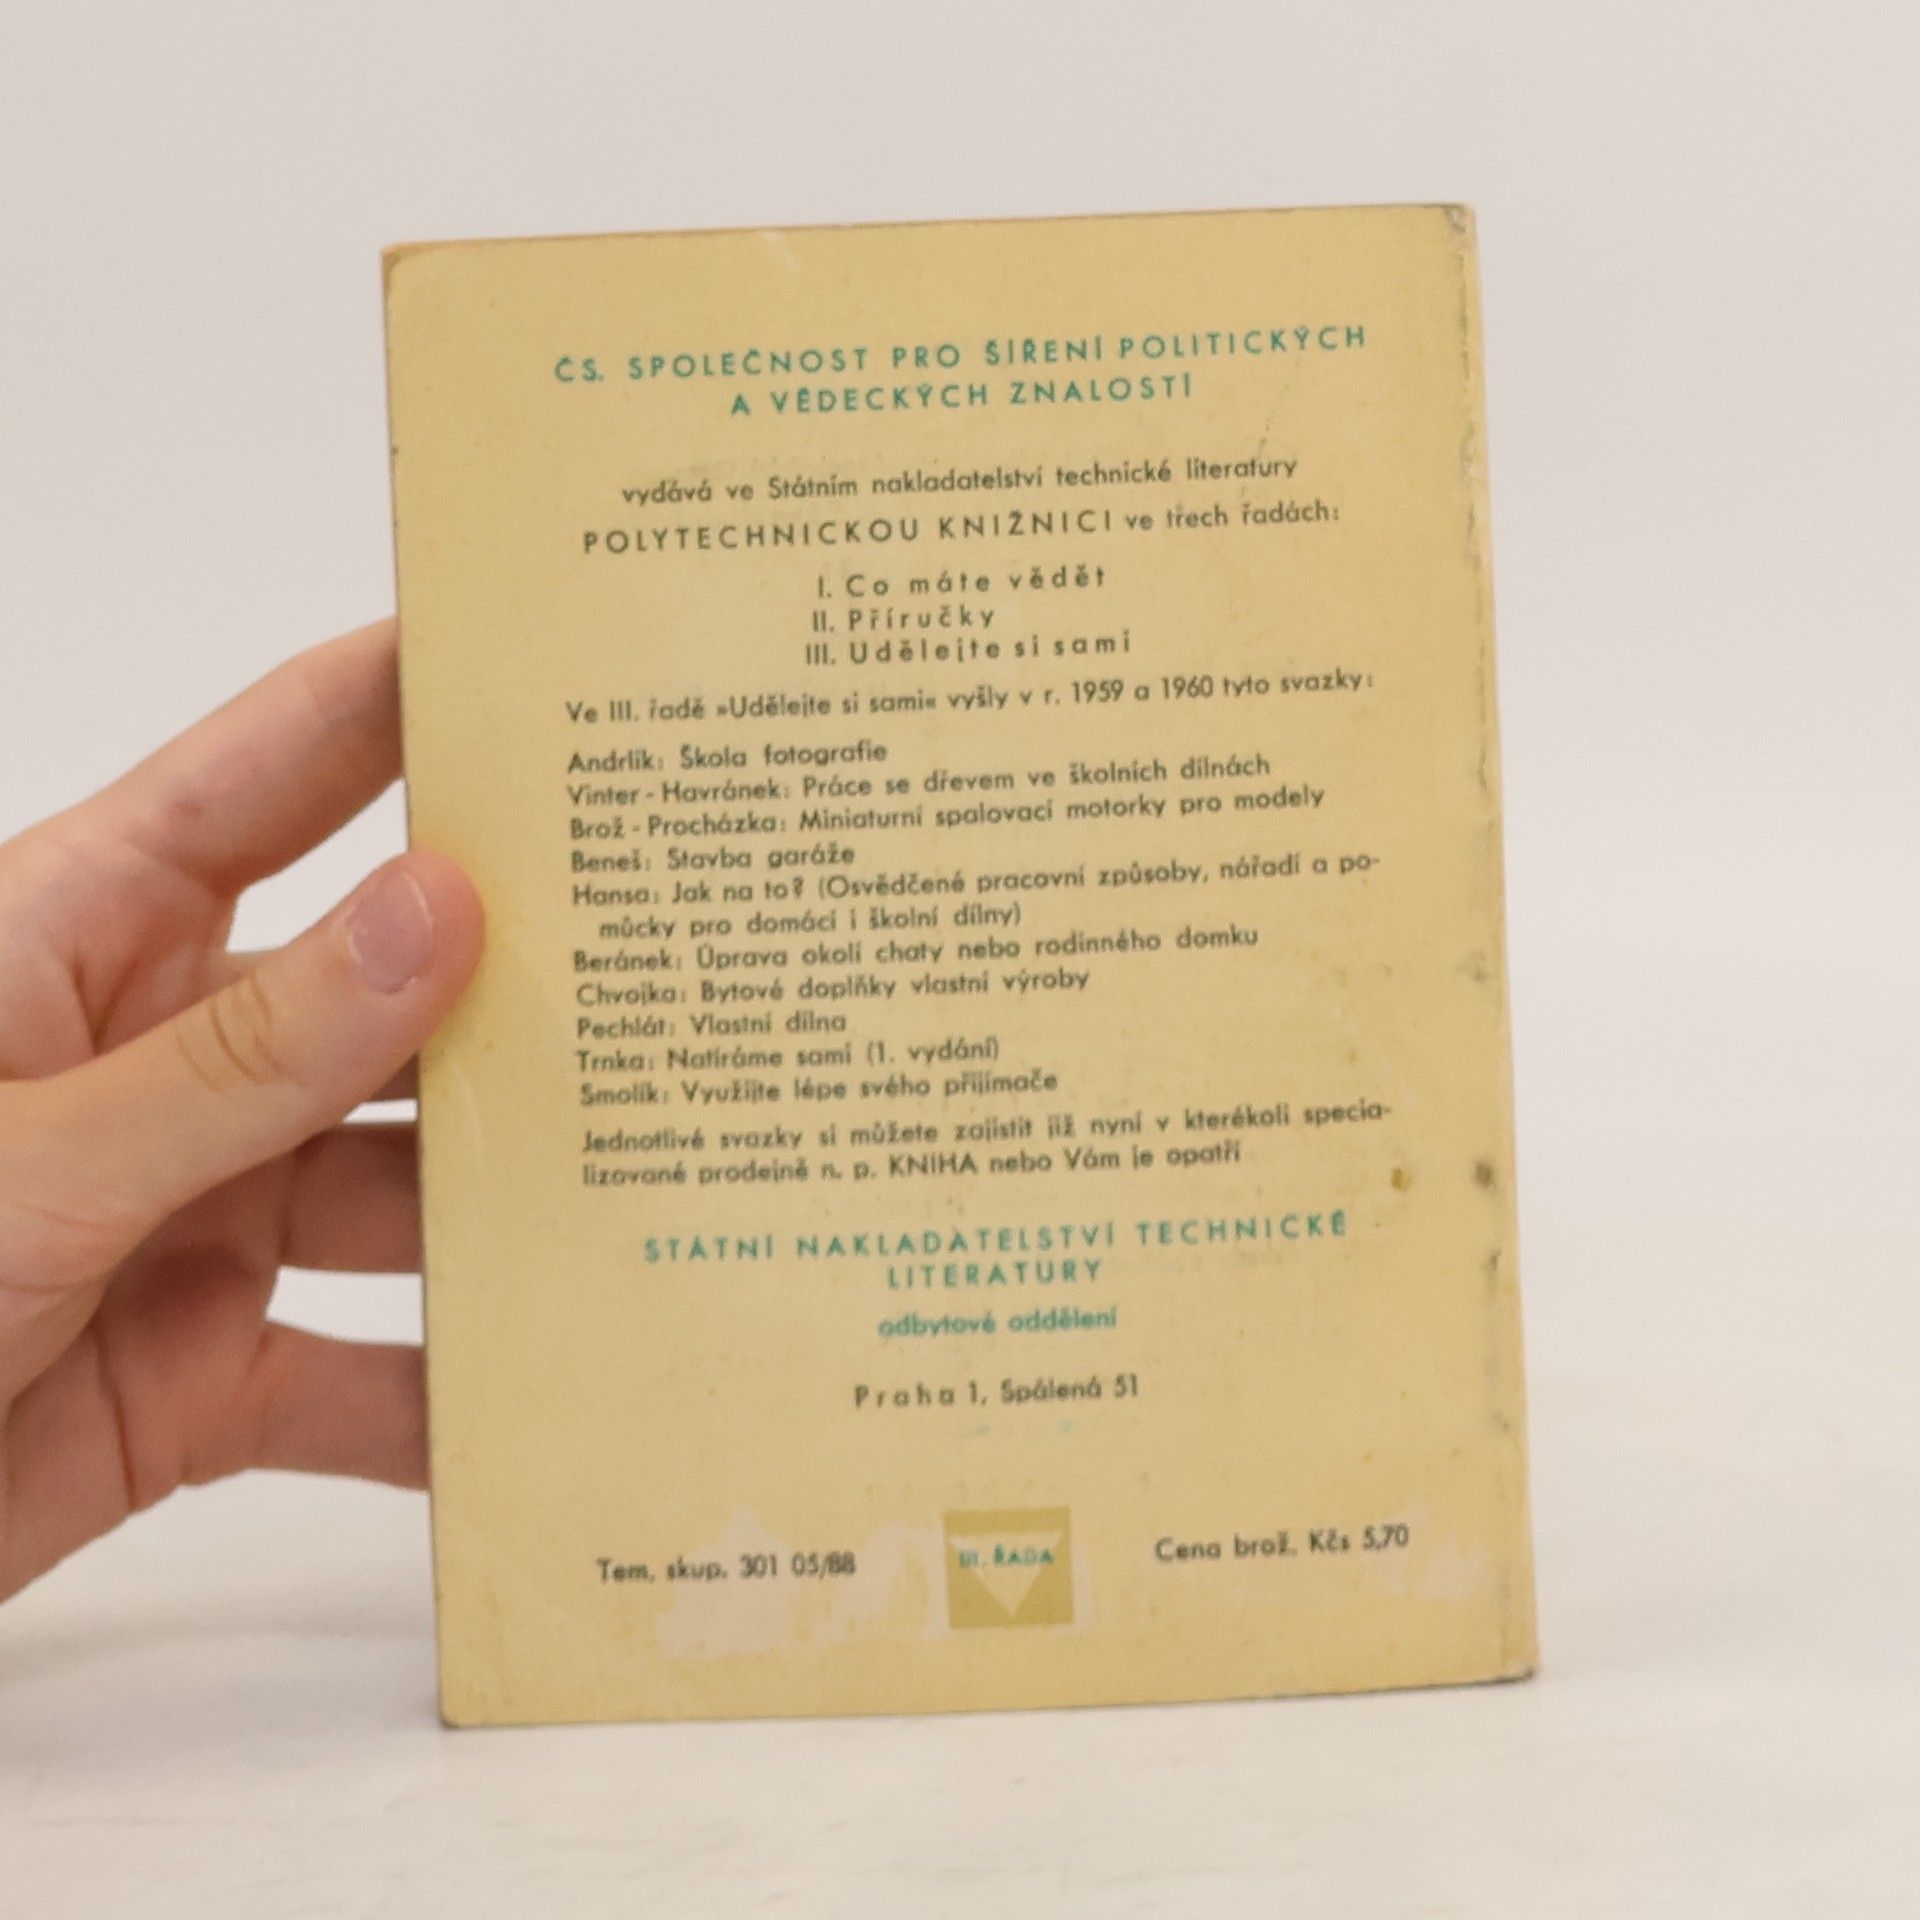 ČS. SPOLEČNOST PRO ŠÍŘENÍ POLITICKÝCH
A VĚDECKÝCH ZNALOSTÍ
vydává ve Státním nakladatelství technické literatury
POLYTECHNICKOU KNIŽNICI ve třech řadách:
I. Co máte vědět
II. Příručky
III. Udělejte si sami
Ve III. řadě »Udělejte si sami« vyšly v r. 1959 a 1960 tyto svazky:
Andrlík: Škola fotografie
Vinter - Havránek: Práce se dřevem ve školních dílnách
Brož - Procházka: Miniaturní spalovací motorky pro modely
Beneš: Stavba garáže
Hansa: Jak na to? (Osvědčené pracovní způsoby, nářadí a po-
můcky pro domácí i školní dílny)
Beránek: Úprava okolí chaty nebo rodinného domku
Chvojka: Bytové doplňky vlastní výroby
Pechlát: Vlastní dílna
Trnka: Natíráme sami (1. vydání)
Smolík: Využijte lépe svého přijímače
Jednotlivé svazky si můžete zajistit již nyní v kterékoli specia-
lizované prodejně n. p. KNIHA nebo Vám je opatří
STÁTNÍ NAKLADATELSTVÍ TECHNICKÉ
LITERATURY
odbytové oddělení
Praha 1, Spálená 51
Tem. skup. 301 05/88
III. ŘADA
Cena brož. Kčs 5,70